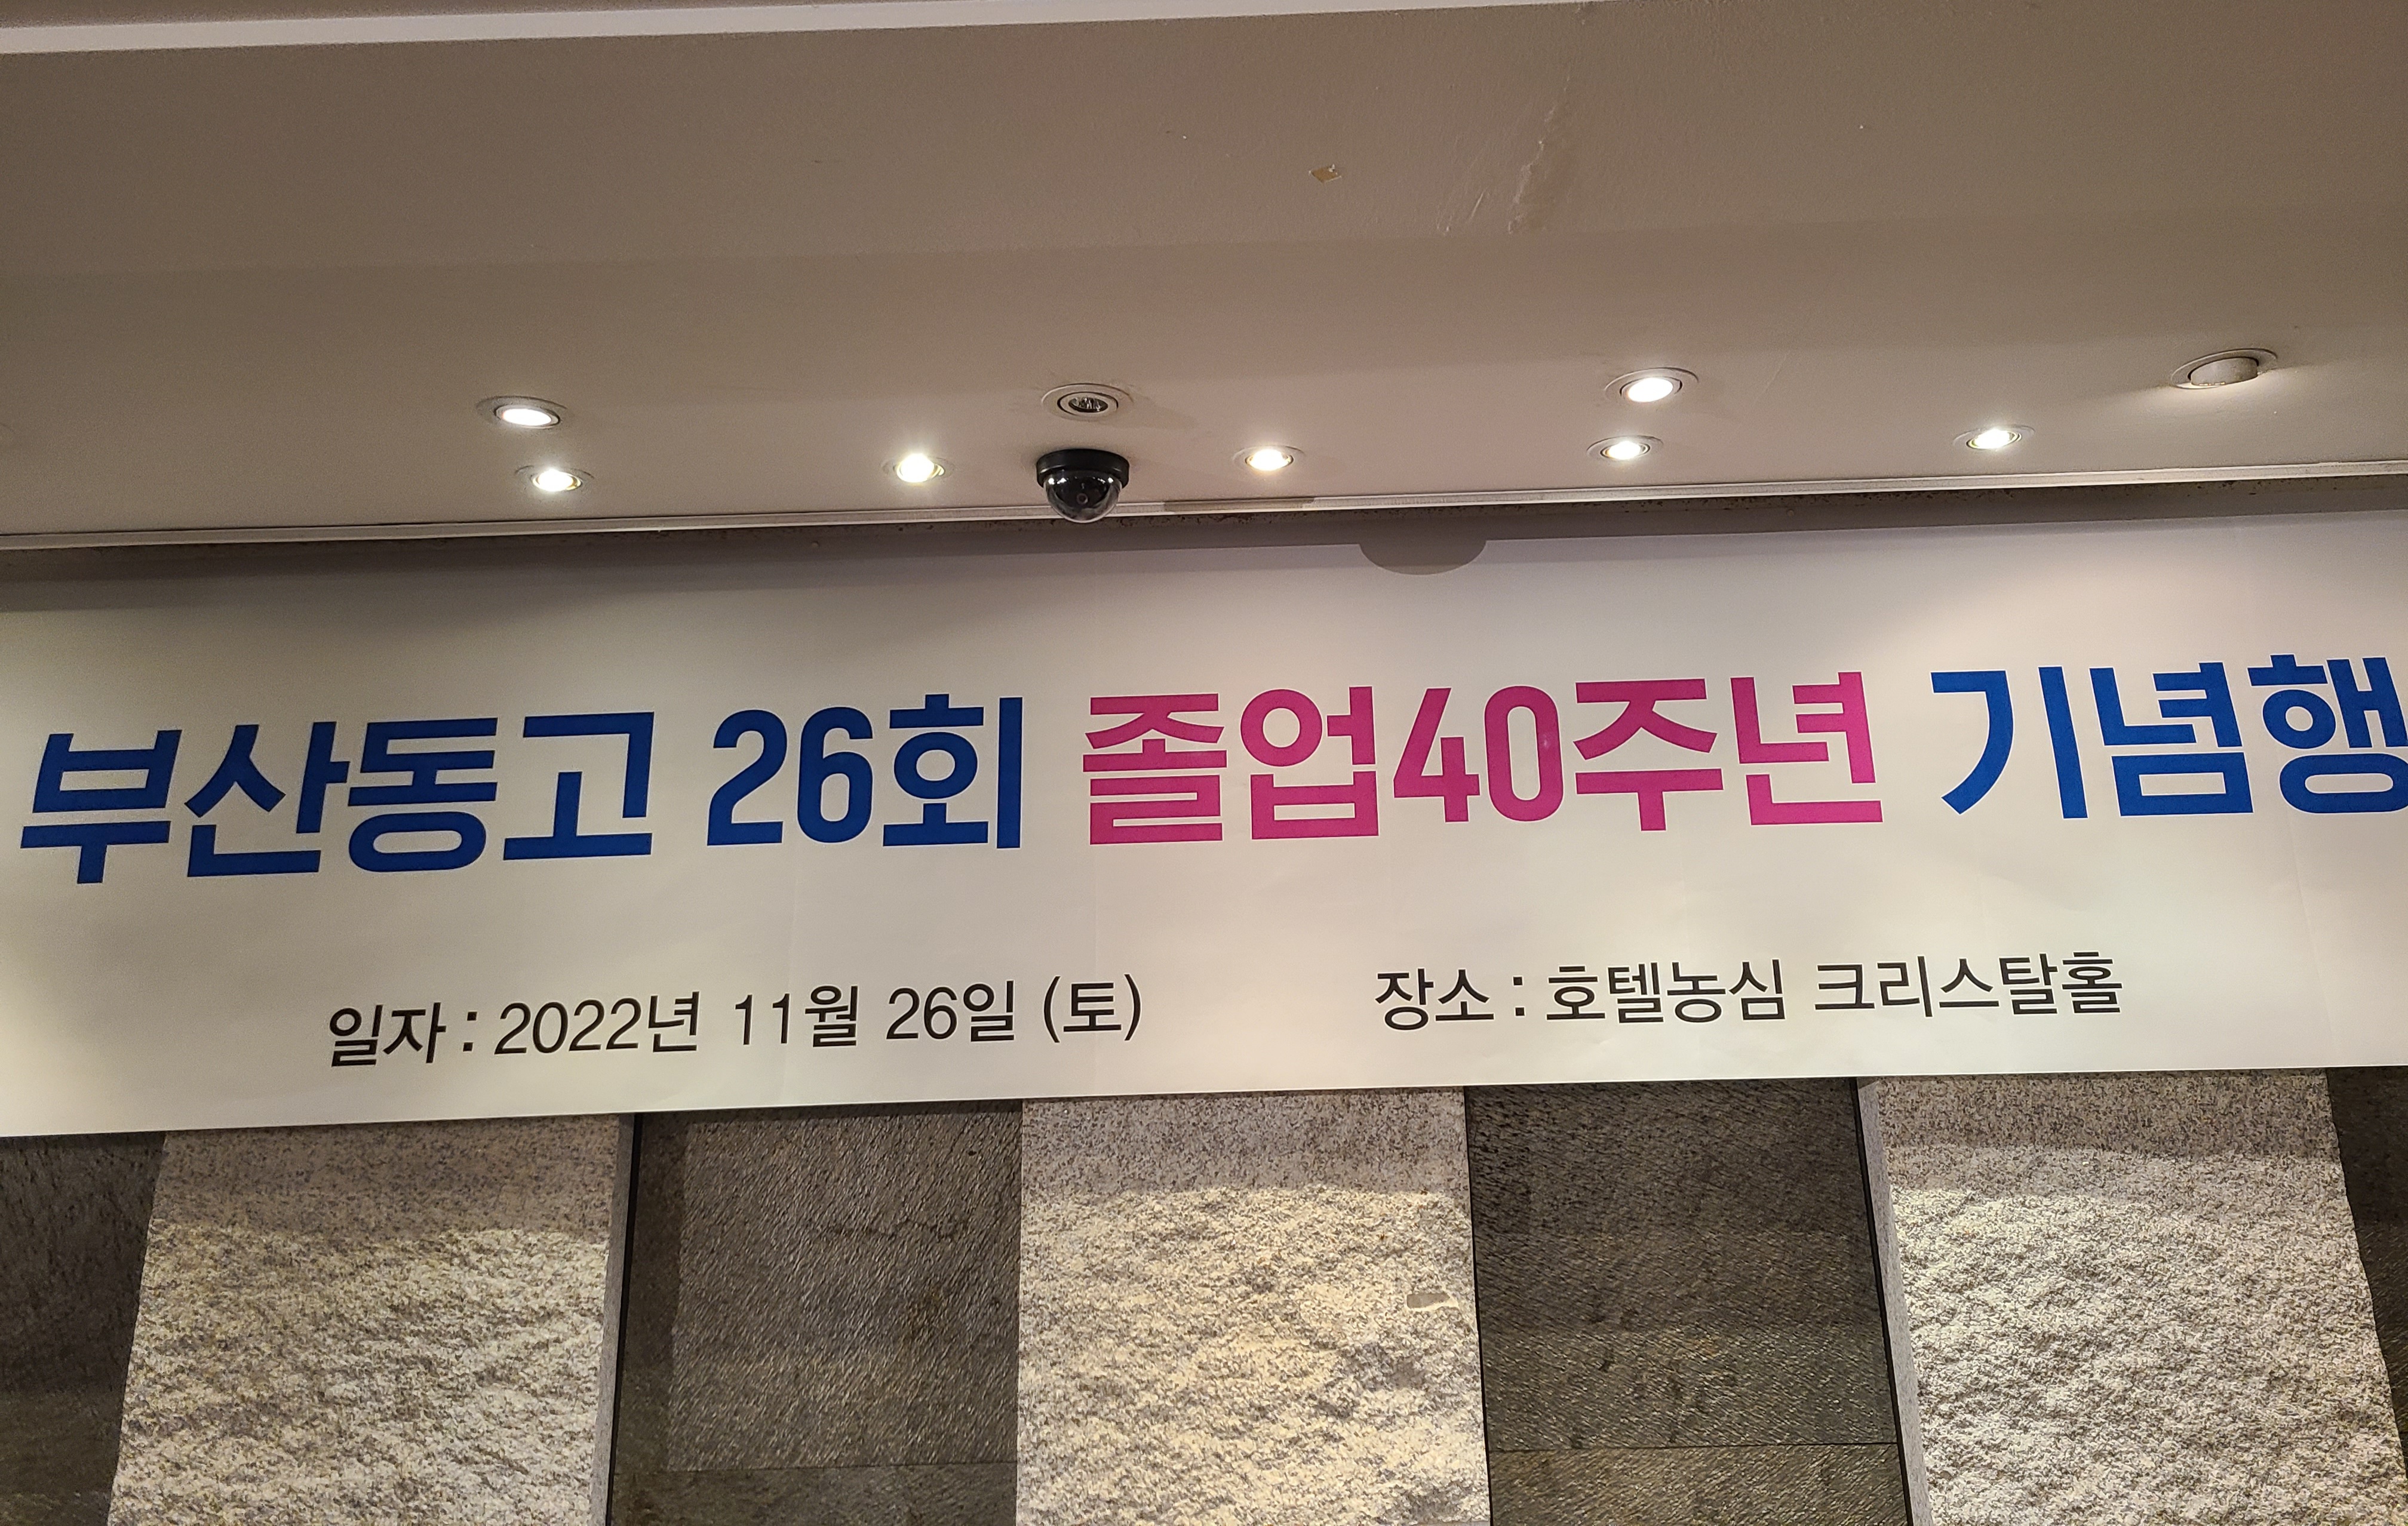 부산동고 26회 졸업40주년 기념행
일자 : 2022년 11월 26일 (토) 장소 : 호텔농심 크리스탈홀